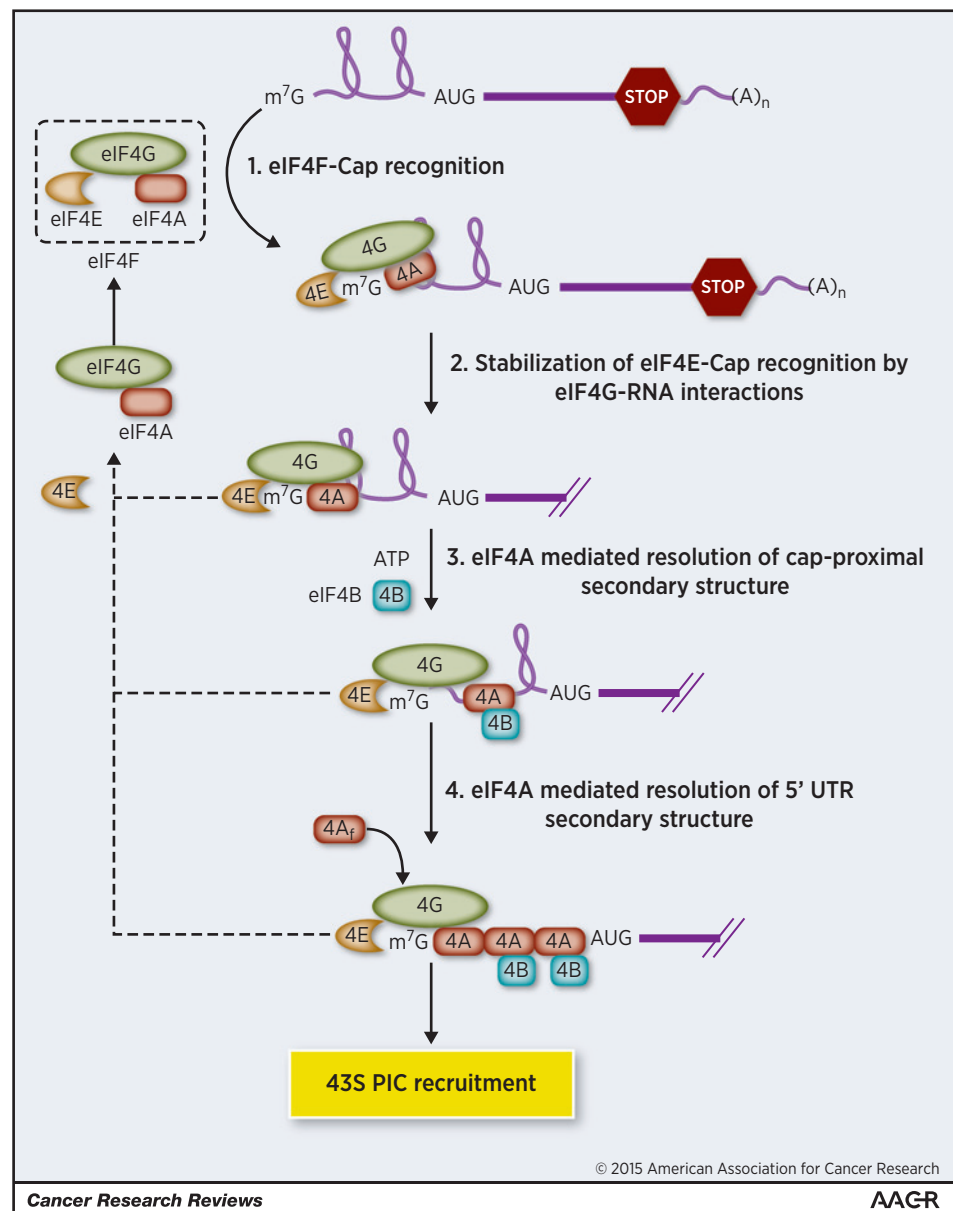 m⁷G AUG STOP (A)n
1. eIF4F-Cap recognition
eIF4G
eIF4E eIF4A
eIF4F
4G
4E m⁷G 4A AUG STOP (A)n
2. Stabilization of eIF4E-Cap recognition by
eIF4G-RNA interactions
eIF4G
eIF4A
4E
4G
4E m⁷G 4A AUG
ATP
eIF4B 4B
3. eIF4A mediated resolution of cap-proximal
secondary structure
4G
4E m⁷G 4A AUG
4B
4. eIF4A mediated resolution of 5' UTR
secondary structure
4Af
4G
4E m⁷G 4A 4A 4A AUG
4B 4B
43S PIC recruitment
© 2015 American Association for Cancer Research
Cancer Research Reviews
AACR